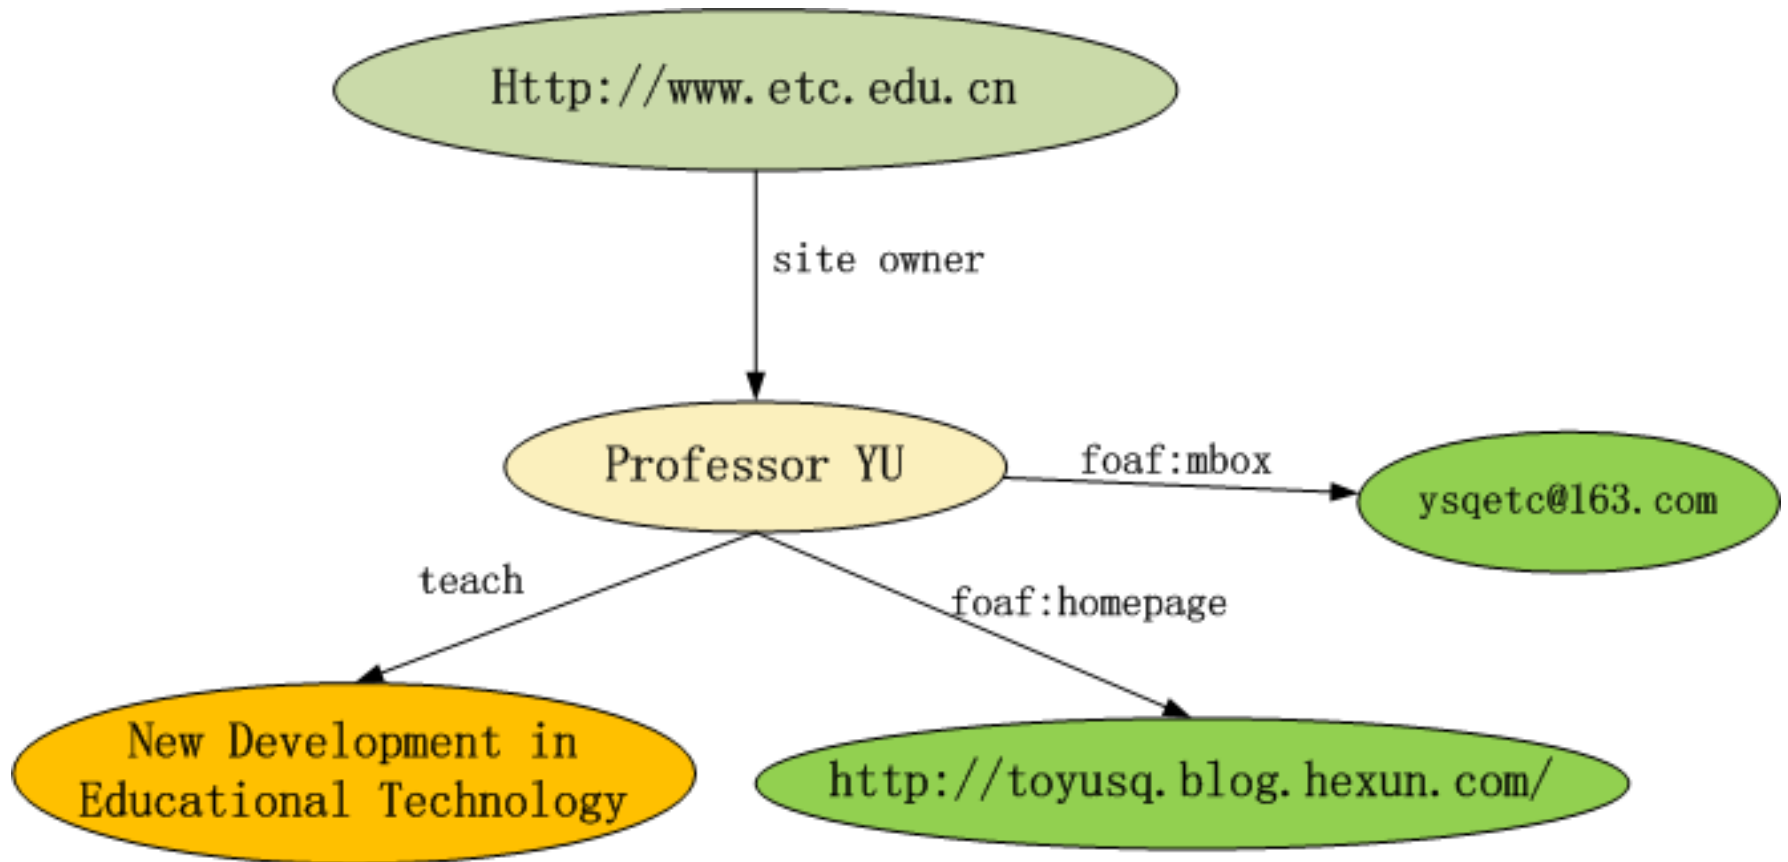 Http://www.etc.edu.cn
site owner
Professor YU
foaf:mbox
ysqetc@163.com
teach
foaf:homepage
New Development in
Educational Technology
http://toyusq.blog.hexun.com/